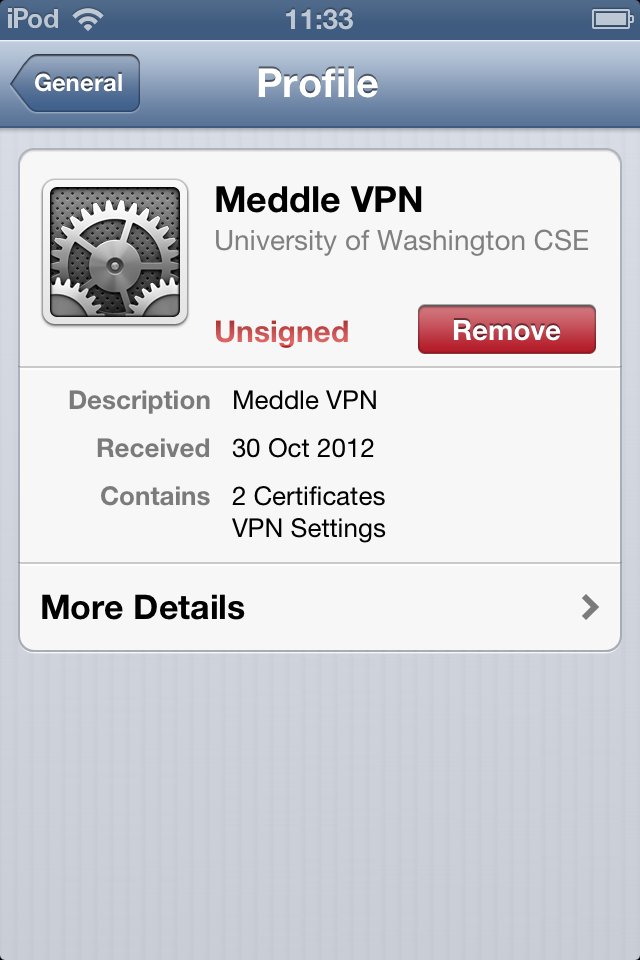 iPod 11:33
General Profile
Meddle VPN
University of Washington CSE
Unsigned Remove
Description Meddle VPN
Received 30 Oct 2012
Contains 2 Certificates
VPN Settings
More Details